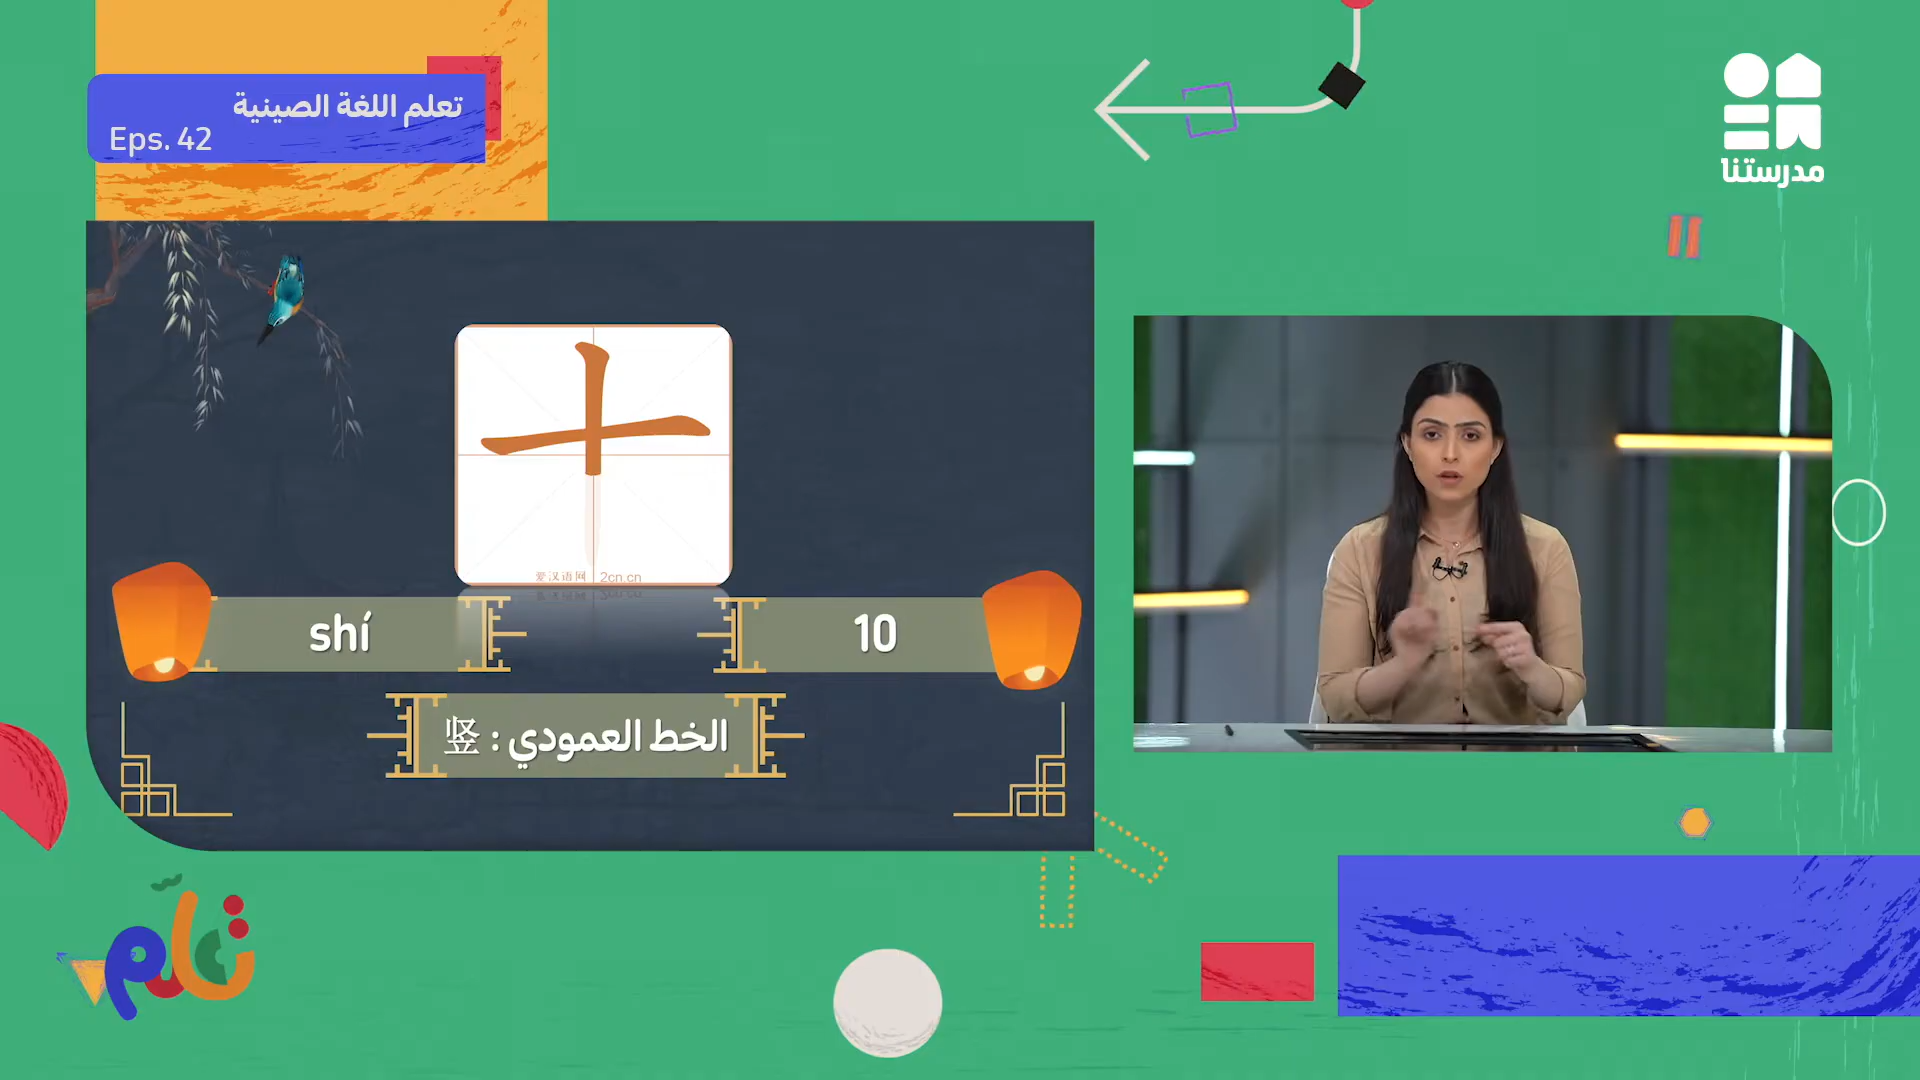 تعلم اللغة الصينية
Eps. 42
مدرستنا
十
爱汉语网 2cn.cn
shí
10
الخط العمودي : 竖